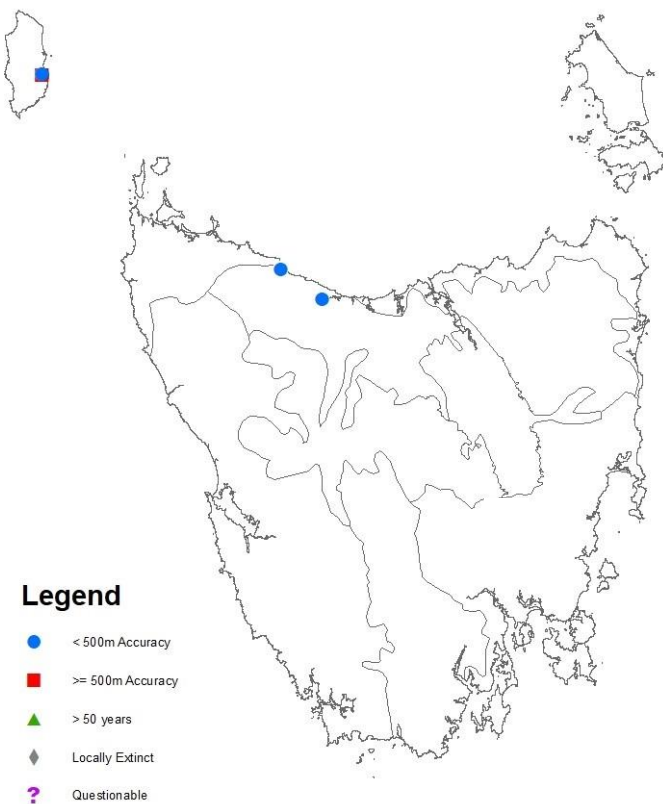 Legend
< 500m Accuracy
>= 500m Accuracy
> 50 years
Locally Extinct
? Questionable